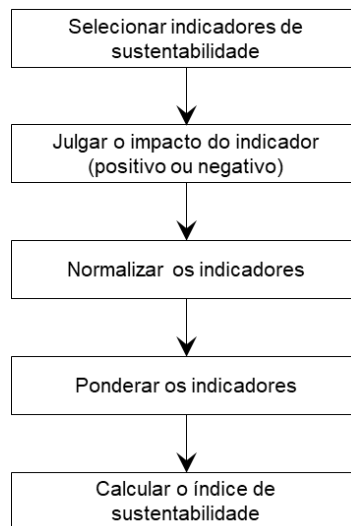 Selecionar indicadores de
sustentabilidade
Julgar o impacto do indicador
(positivo ou negativo)
Normalizar os indicadores
Ponderar os indicadores
Calcular o índice de
sustentabilidade